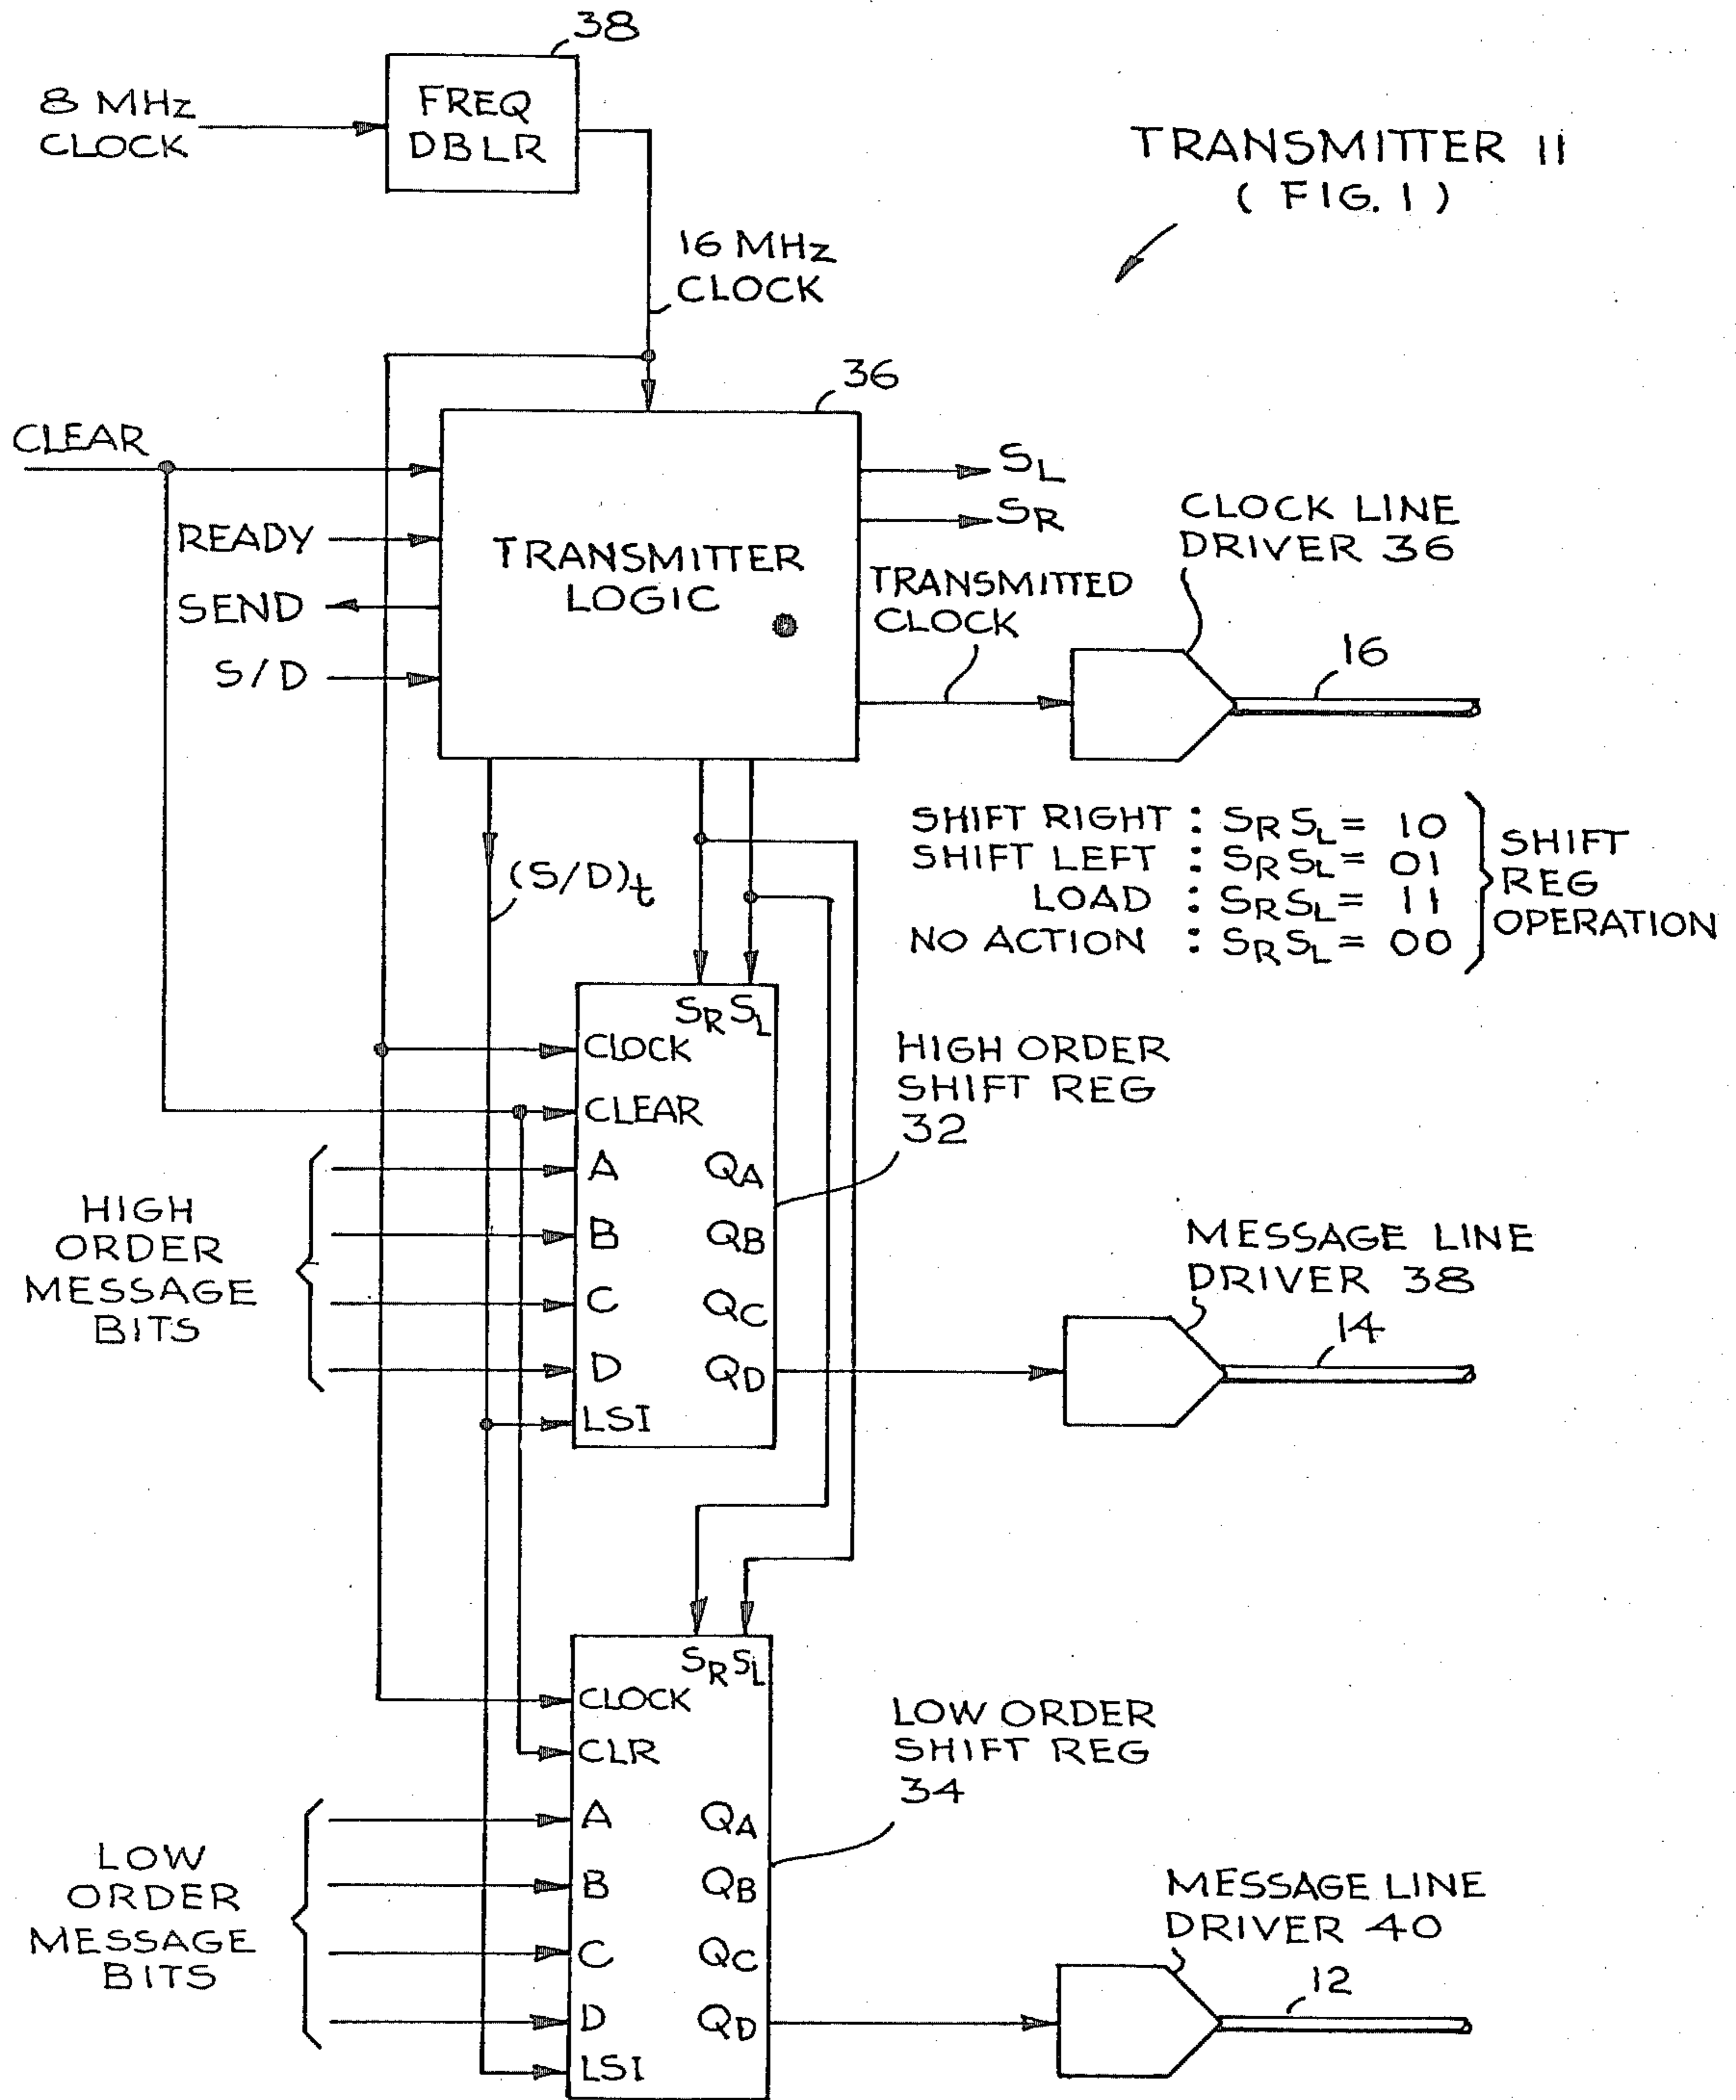 38
8 MHz
CLOCK
FREQ
DBLR
TRANSMITTER 11
( FIG. 1 )
16 MHz
CLOCK
36
CLEAR
READY
SEND
S/D
TRANSMITTER
LOGIC
SL
SR
TRANSMITTED
CLOCK
CLOCK LINE
DRIVER 36
16
(S/D)t
SHIFT RIGHT : SRSL = 10
SHIFT LEFT : SRSL = 01
LOAD : SRSL = 11
NO ACTION : SRSL = 00
SHIFT
REG
OPERATION
SR SL
CLOCK
CLEAR
A QA
B QB
C QC
D QD
LSI
HIGH ORDER
SHIFT REG
32
HIGH
ORDER
MESSAGE
BITS
MESSAGE LINE
DRIVER 38
14
SR SL
CLOCK
CLR
A QA
B QB
C QC
D QD
LSI
LOW ORDER
SHIFT REG
34
LOW
ORDER
MESSAGE
BITS
MESSAGE LINE
DRIVER 40
12